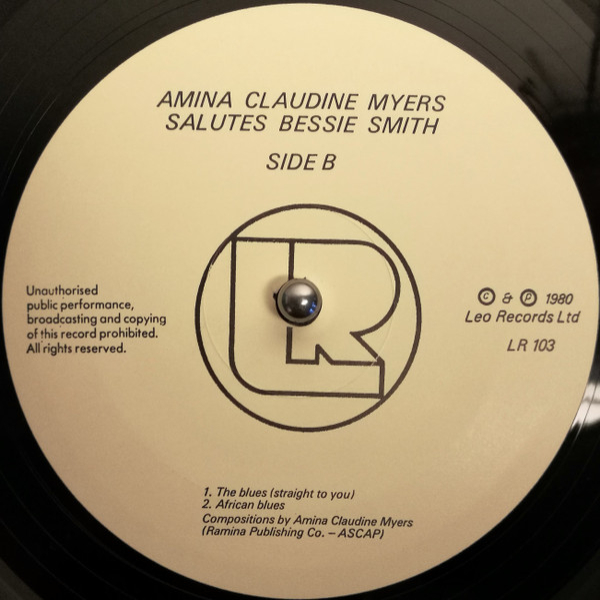 AMINA CLAUDINE MYERS
SALUTES BESSIE SMITH
SIDE B
LR
Unauthorised
public performance,
broadcasting and copying
of this record prohibited.
All rights reserved.
© & ℗ 1980
Leo Records Ltd
LR 103
1. The blues (straight to you)
2. African blues
Compositions by Amina Claudine Myers
(Ramina Publishing Co. – ASCAP)